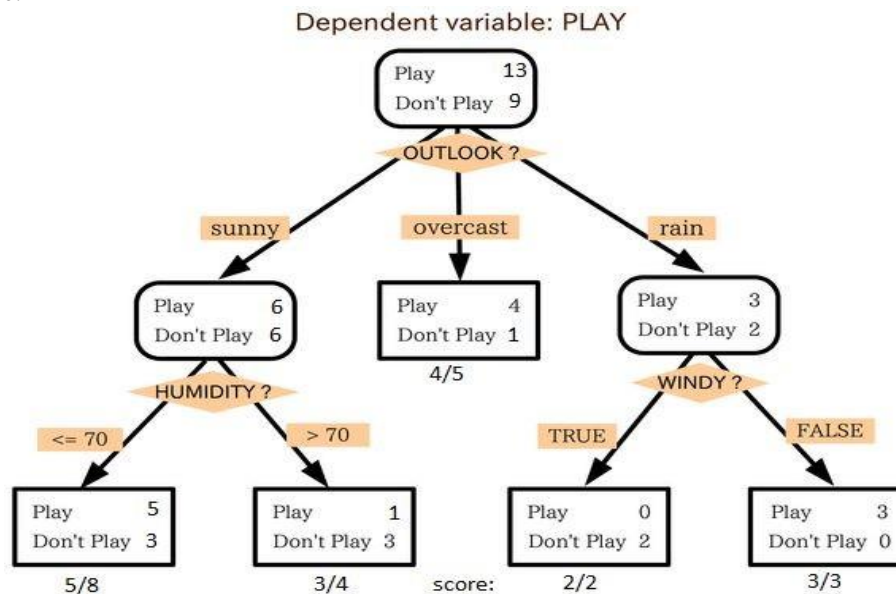 Dependent variable: PLAY
Play 13
Don't Play 9
OUTLOOK ?
sunny
overcast
rain
Play 6
Don't Play 6
Play 4
Don't Play 1
Play 3
Don't Play 2
4/5
HUMIDITY ?
WINDY ?
<= 70
> 70
TRUE
FALSE
Play 5
Don't Play 3
Play 1
Don't Play 3
Play 0
Don't Play 2
Play 3
Don't Play 0
5/8
3/4
score:
2/2
3/3